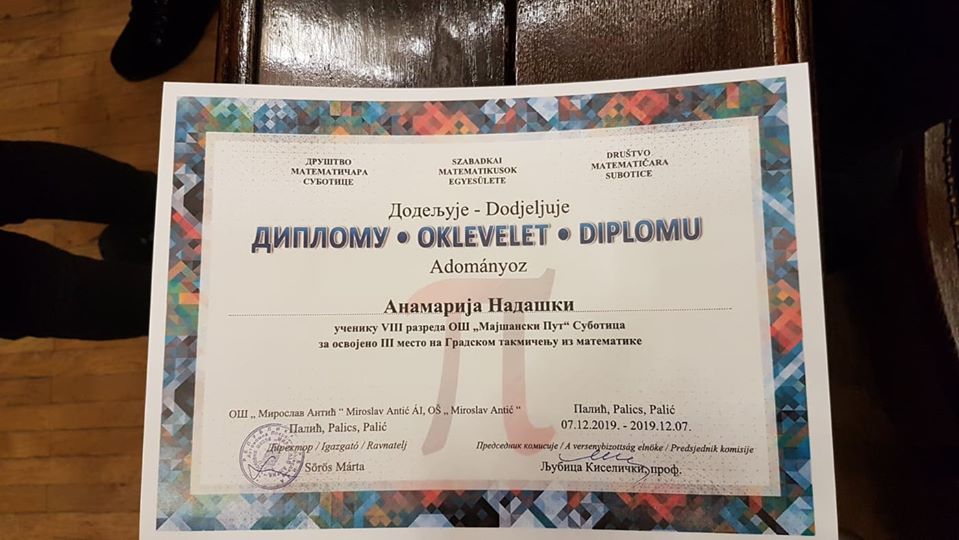 ДРУШТВО
МАТЕМАТИЧАРА
СУБОТИЦЕ
SZABADKAI
MATEMATIKUSOK
EGYESÜLETE
DRUŠTVO
MATEMATIČARA
SUBOTICE
Додељује - Dodjeljuje
ДИПЛОМУ • OKLEVELET • DIPLOMU
Adományoz
Анамарија Надашки
ученику VIII разреда ОШ „Мајшански Пут“ Суботица
за освојено III место на Градском такмичењу из математике
ОШ „ Мирослав Антић “ Miroslav Antić ÁI, OŠ „ Miroslav Antić “
Палић, Palics, Palić
Директор / Igazgató / Ravnatelj
Sörös Márta
Палић, Palics, Palić
07.12.2019. - 2019.12.07.
Председник комисије / A versenybizottság elnöke / Predsjednik komisije
Љубица Киселички, проф.